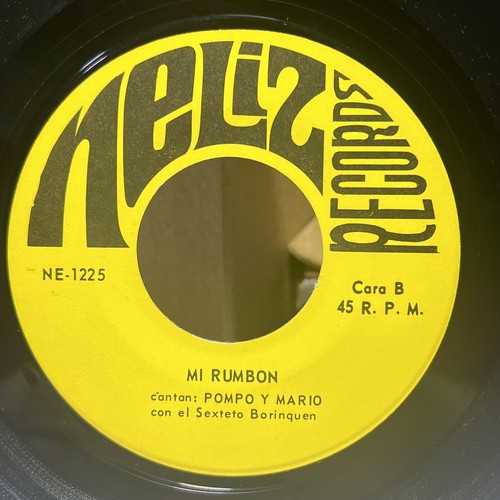 NELIZ
RECORDS
NE-1225
Cara B
45 R. P. M.
MI RUMBON
cantan: POMPO Y MARIO
con el Sexteto Borinquen